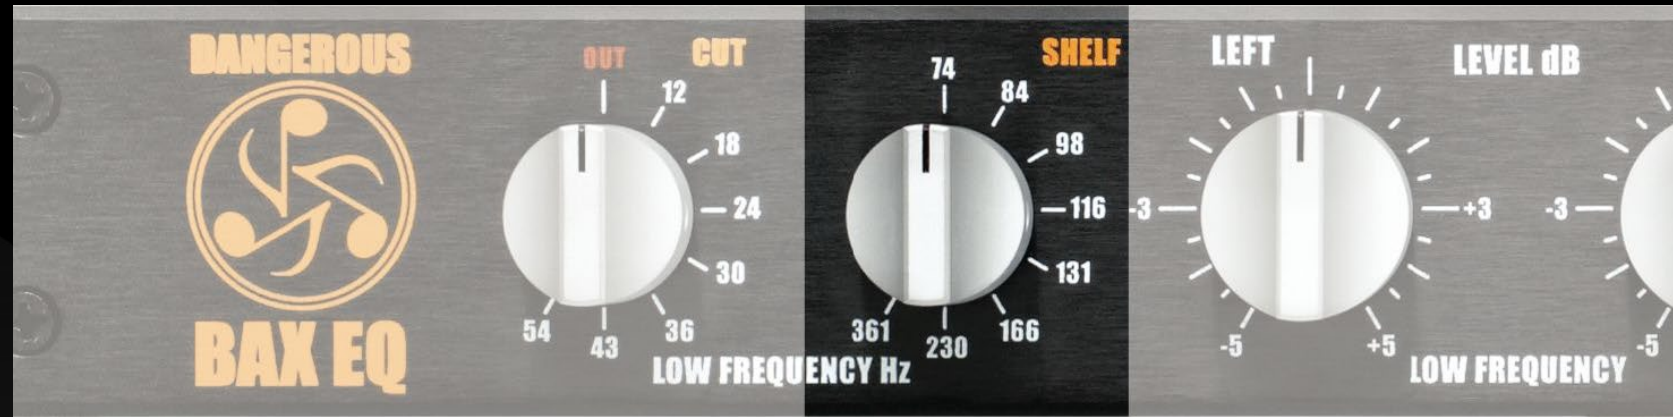 DANGEROUS
BAX EQ
OUT
CUT
12
18
24
30
36
43
54
SHELF
74
84
98
116
131
166
230
361
LOW FREQUENCY Hz
LEFT
LEVEL dB
-3
+3
-5
+5
-3
-5
LOW FREQUENCY